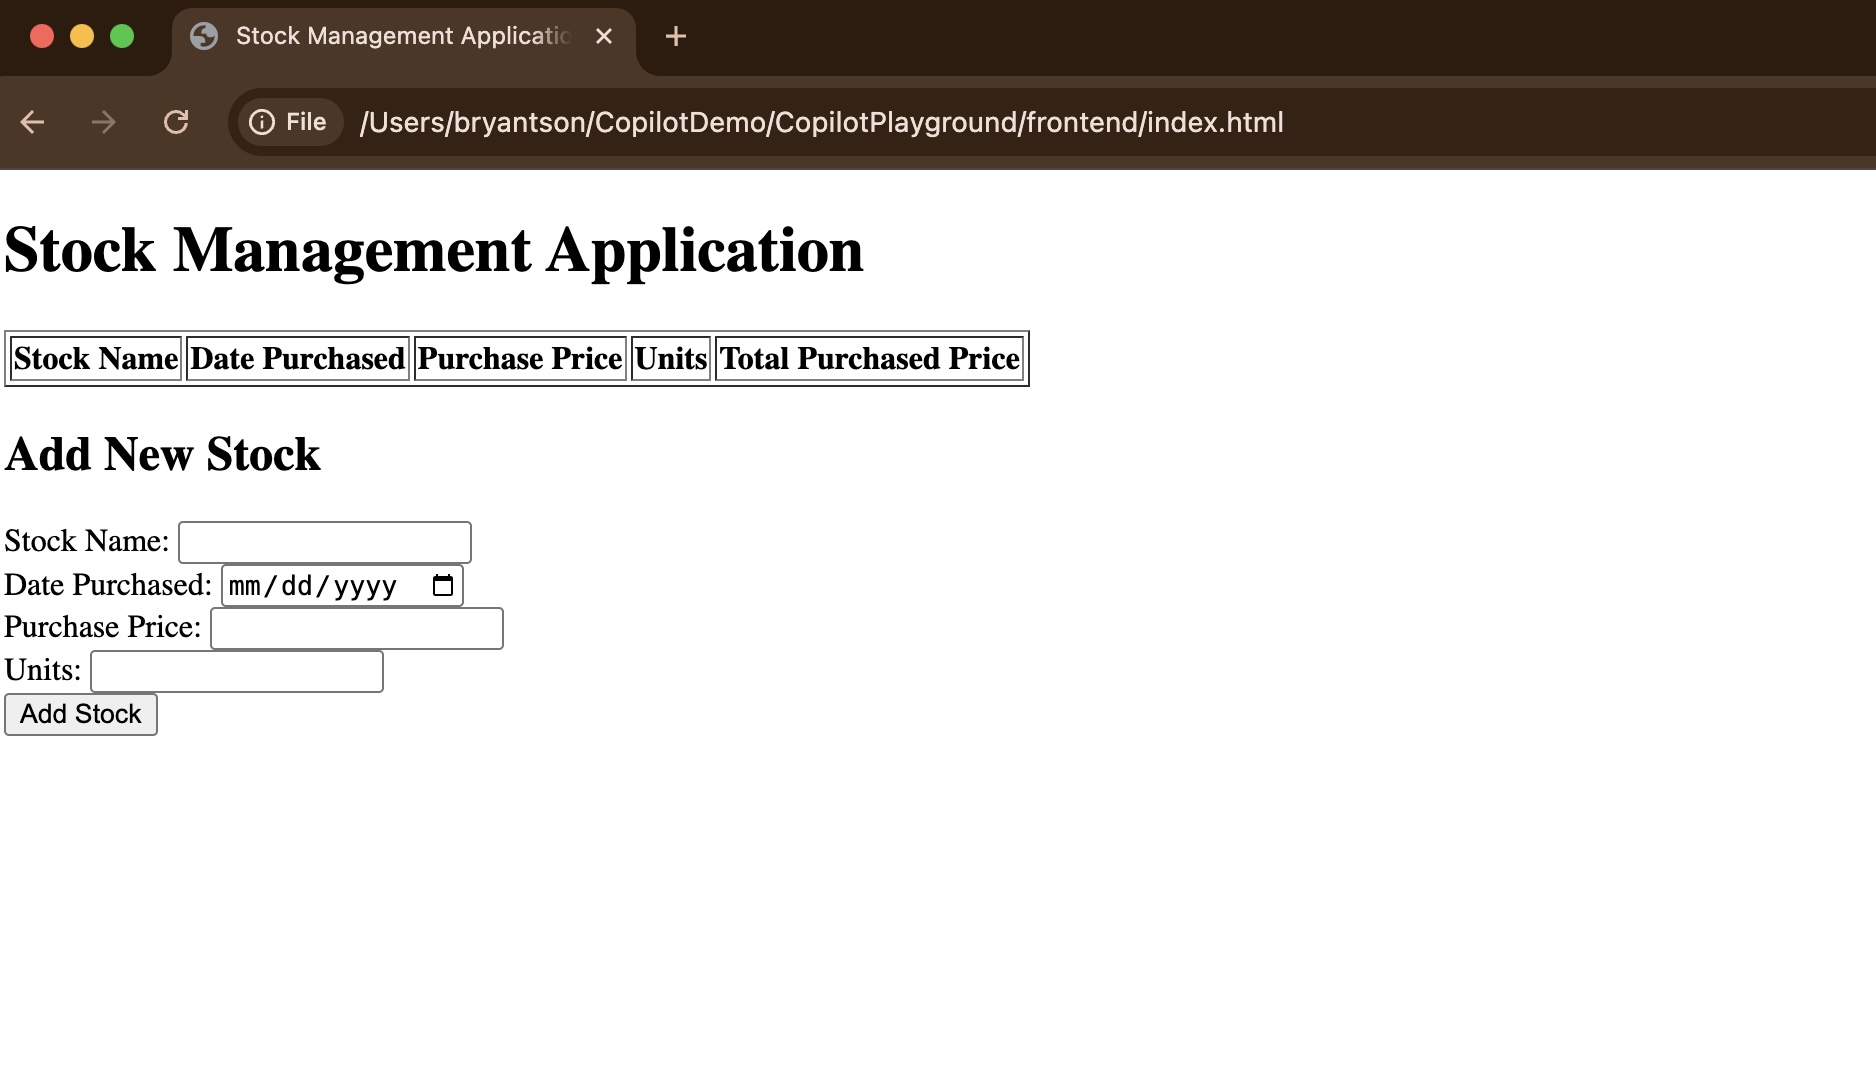 Stock Management Applicatio
File /Users/bryantson/CopilotDemo/CopilotPlayground/frontend/index.html
Stock Management Application
Stock Name Date Purchased Purchase Price Units Total Purchased Price
Add New Stock
Stock Name:
Date Purchased: mm/dd/yyyy
Purchase Price:
Units:
Add Stock